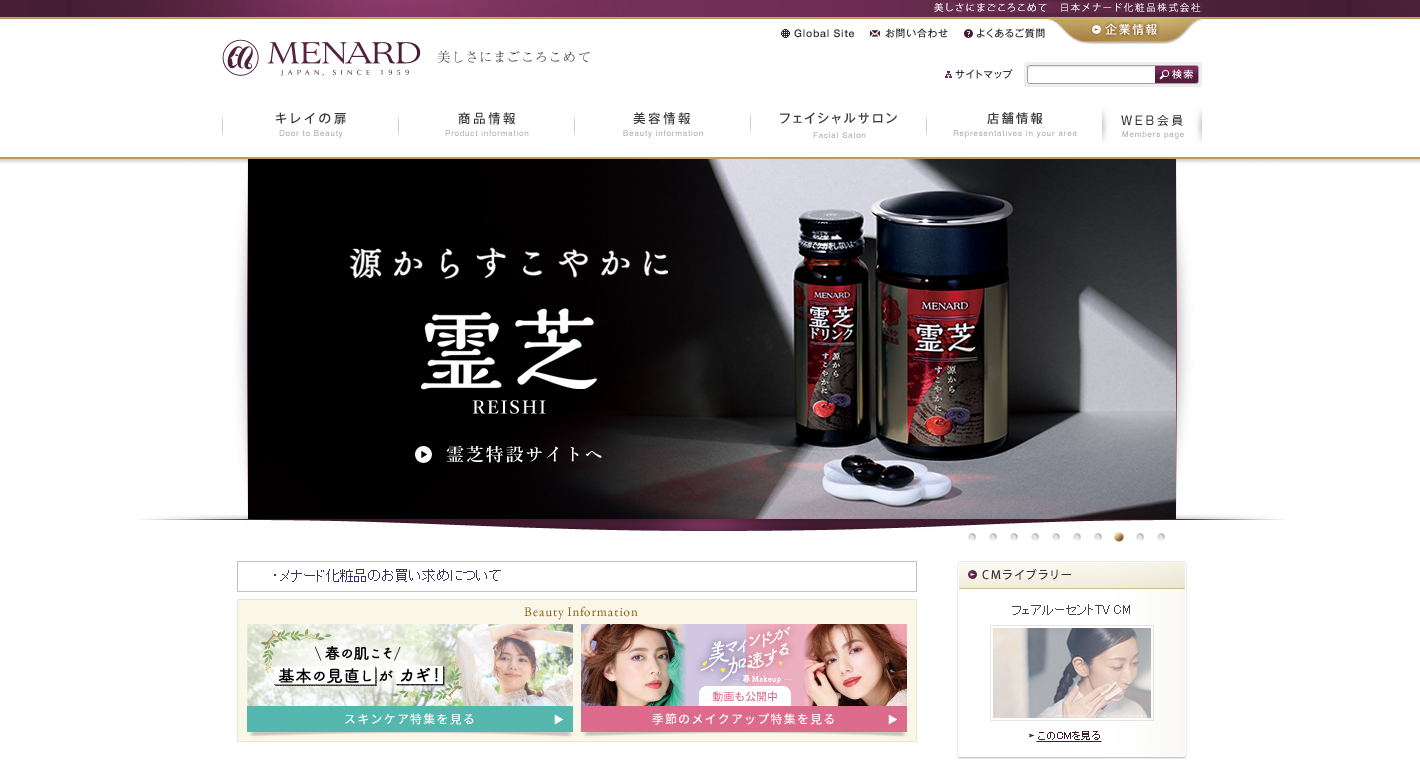 美しさにまごころこめて 日本メナード化粧品株式会社
Global Site お問い合わせ よくあるご質問 企業情報
MENARD
JAPAN, SINCE 1959
美しさにまごころこめて
サイトマップ 検索
キレイの扉 商品情報 美容情報 フェイシャルサロン 店舗情報 WEB会員
Door to Beauty Product information Beauty information Facial Salon Representatives in your area Members page
源からすこやかに
霊芝
REISHI
霊芝特設サイトへ
MENARD
霊芝
ドリンク
源から
すこやかに
MENARD
霊芝
源から
すこやかに
・メナード化粧品のお買い求めについて
Beauty Information
春の肌こそ
基本の見直しがカギ!
スキンケア特集を見る
美マインドが
加速する
春 Makeup
動画も公開中
季節のメイクアップ特集を見る
CMライブラリー
フェアルーセントTV CM
このCMを見る